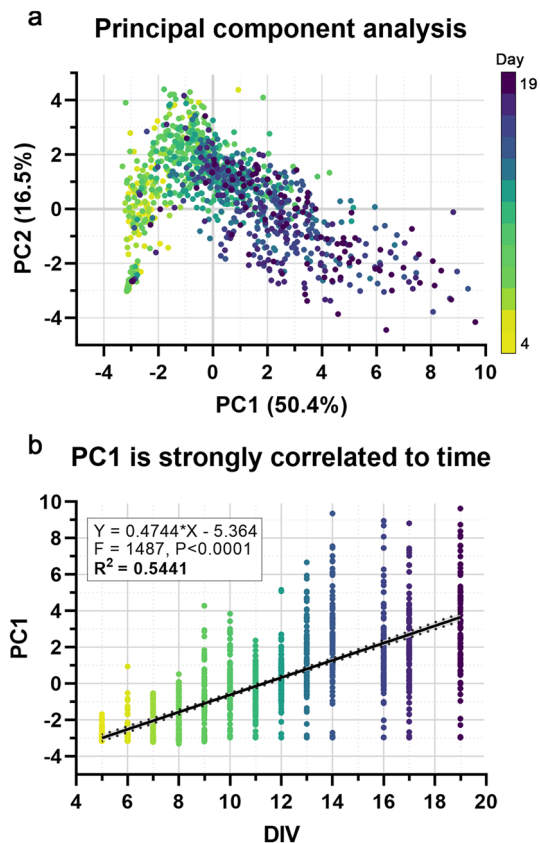 a
Principal component analysis
Day
19
4
PC2 (16.5%)
4
2
0
-2
-4
-4 -2 0 2 4 6 8 10
PC1 (50.4%)
b
PC1 is strongly correlated to time
Y = 0.4744*X - 5.364
F = 1487, P<0.0001
R² = 0.5441
PC1
10
8
6
4
2
0
-2
-4
4 6 8 10 12 14 16 18 20
DIV